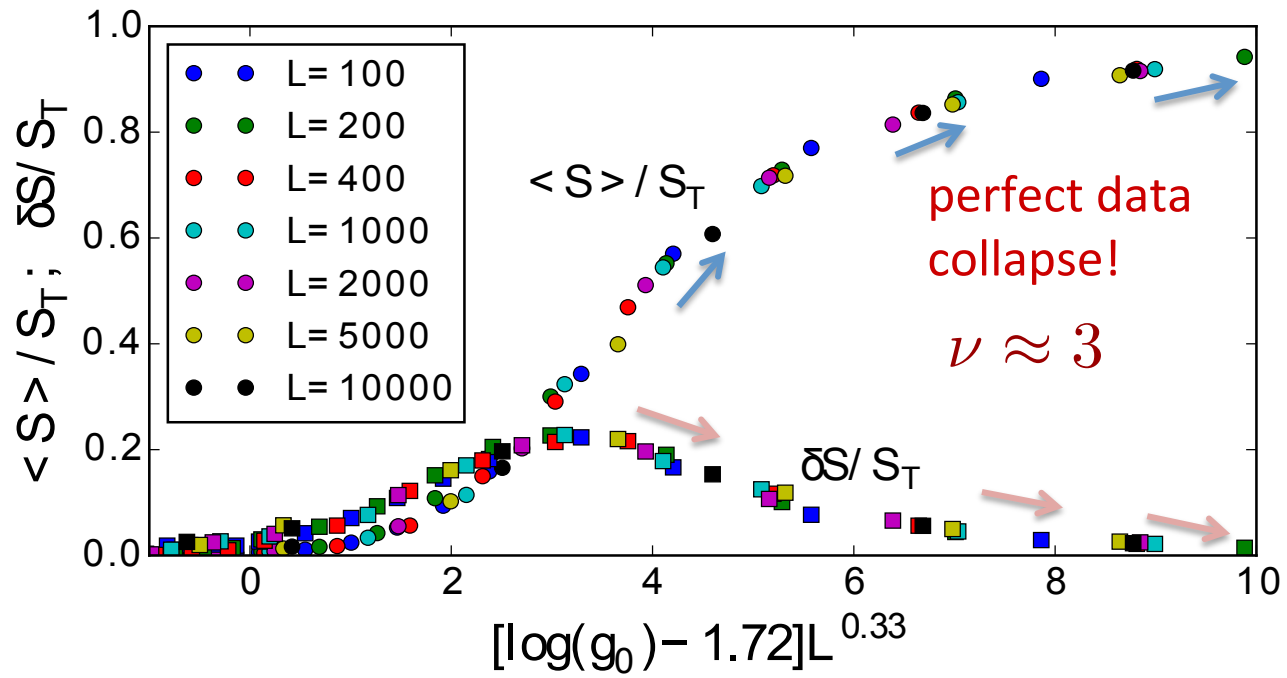 1.0
0.8
0.6
0.4
0.2
0.0
<S>/S_T; δS/S_T
L=100
L=200
L=400
L=1000
L=2000
L=5000
L=10000
<S>/S_T
perfect data
collapse!
ν ≈ 3
δS/S_T
0 2 4 6 8 10
[log(g_0)−1.72]L^0.33